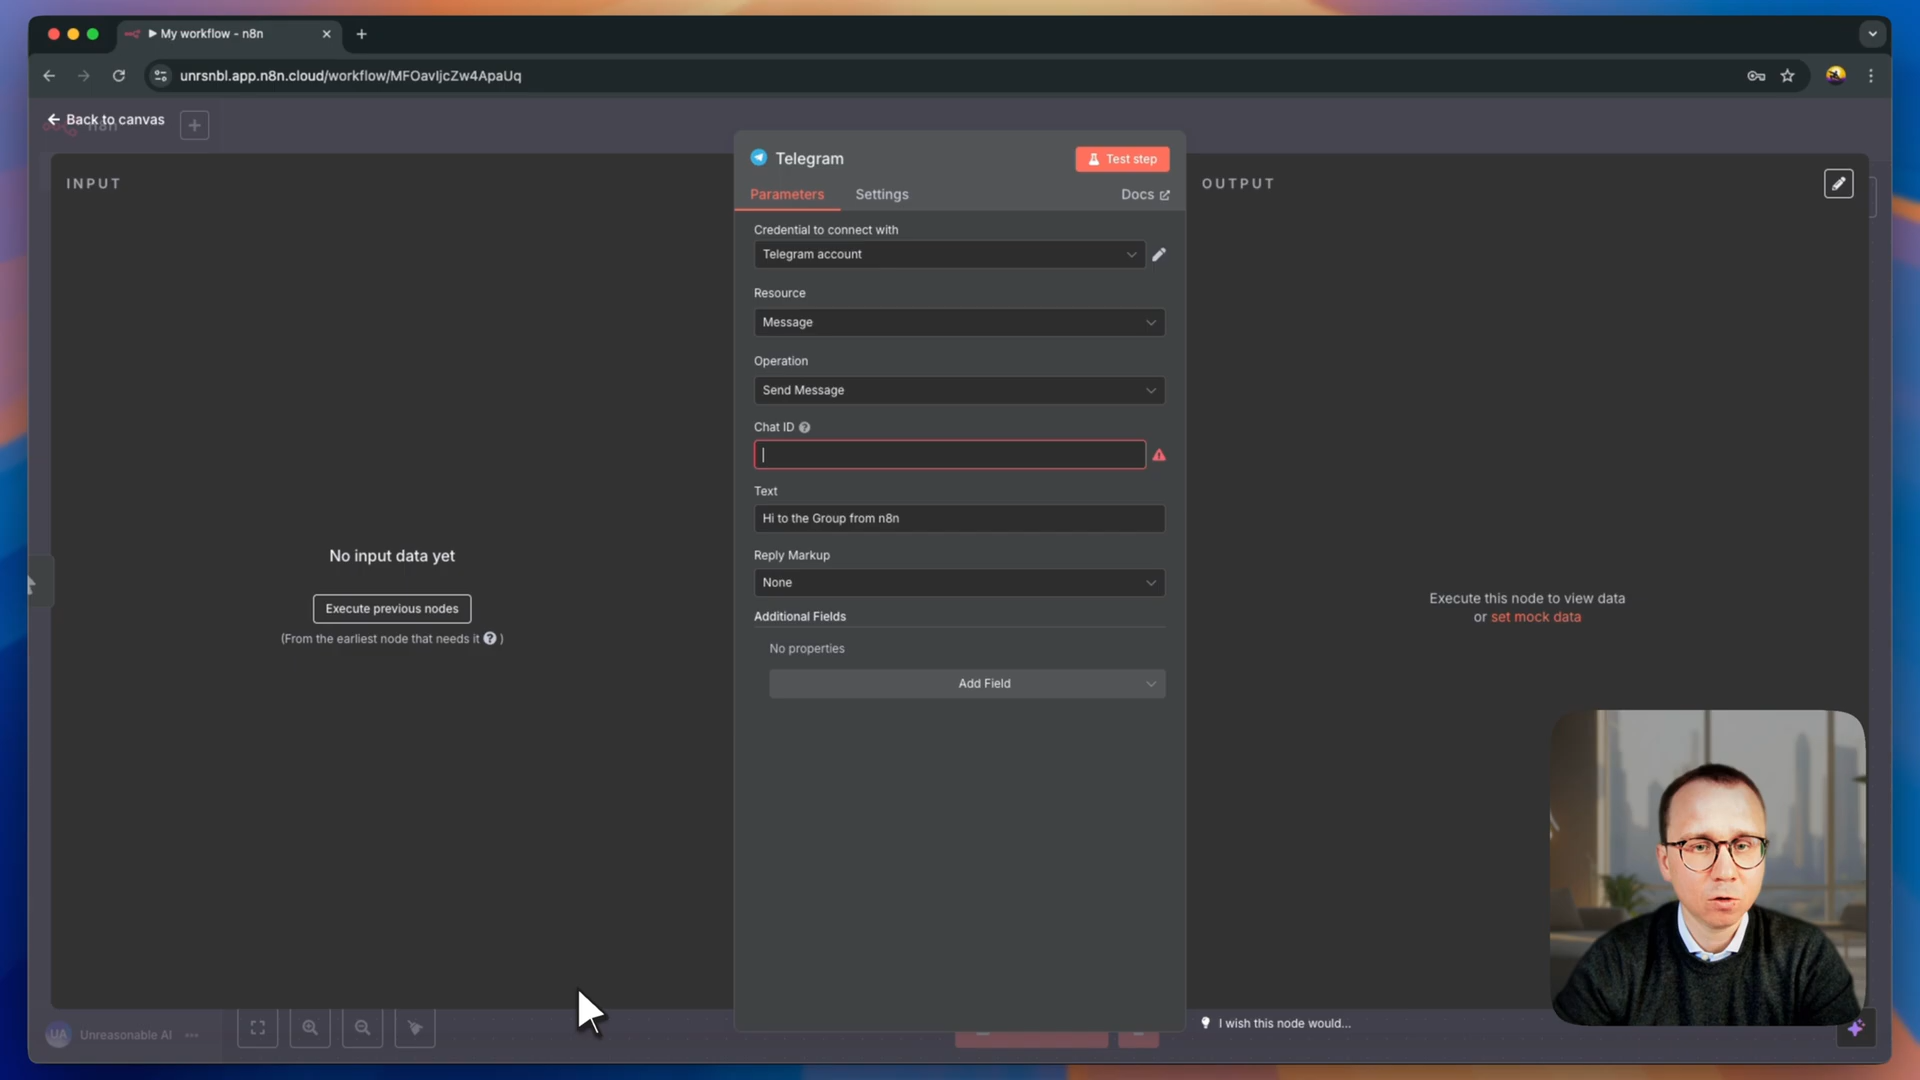 My workflow - n8n
unrsnbl.app.n8n.cloud/workflow/MFOavIjcZw4ApaUq
Back to canvas
n8n
INPUT
No input data yet
Execute previous nodes
(From the earliest node that needs it ? )
Telegram
Test step
Parameters
Settings
Docs
Credential to connect with
Telegram account
Resource
Message
Operation
Send Message
Chat ID
Text
Hi to the Group from n8n
Reply Markup
None
Additional Fields
No properties
Add Field
OUTPUT
Execute this node to view data
or set mock data
I wish this node would...
UA
Unreasonable AI